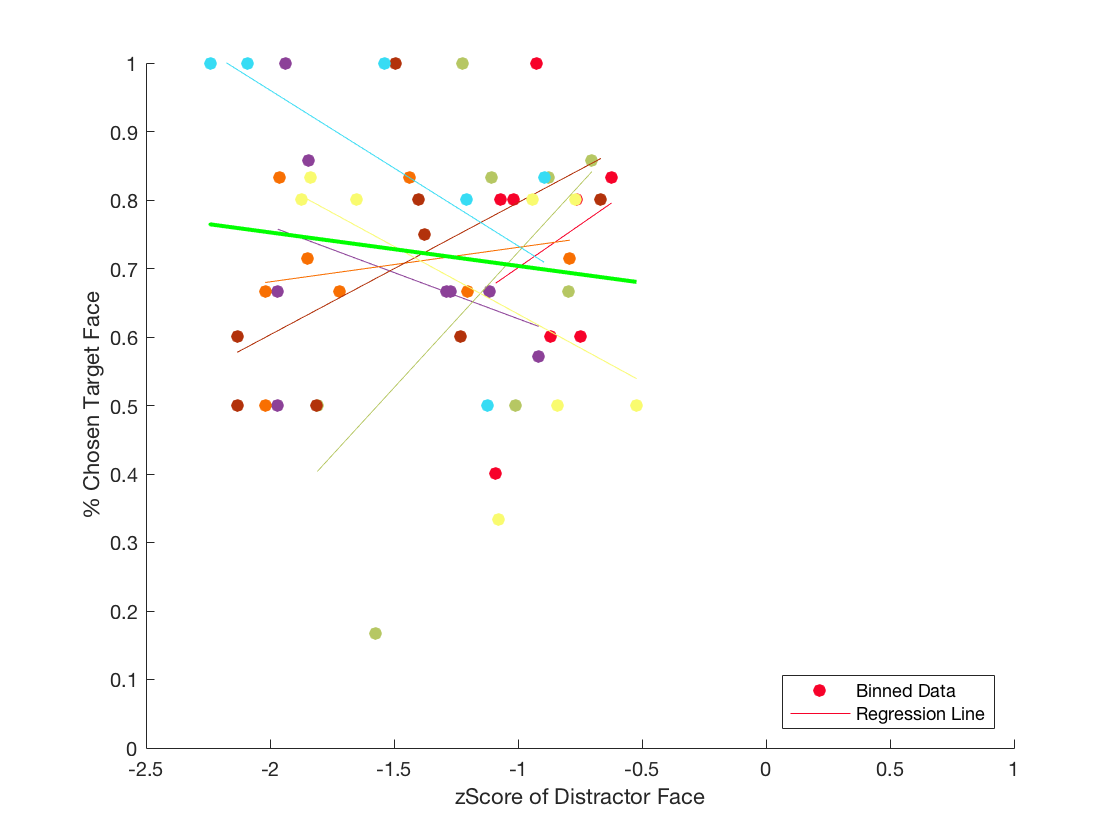 1
0.9
0.8
0.7
0.6
0.5
0.4
0.3
0.2
0.1
0
% Chosen Target Face
-2.5 -2 -1.5 -1 -0.5 0 0.5 1
zScore of Distractor Face
Binned Data
Regression Line